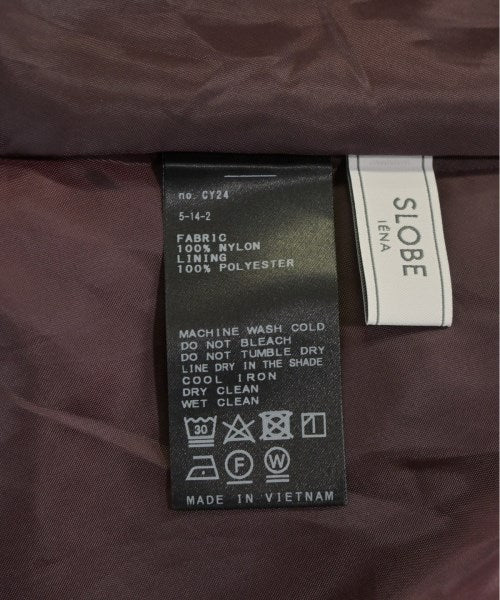 no. CY24
5-14-2
FABRIC
100% NYLON
LINING
100% POLYESTER
MACHINE WASH COLD
DO NOT BLEACH
DO NOT TUMBLE DRY
LINE DRY IN THE SHADE
COOL IRON
DRY CLEAN
WET CLEAN
30
F W
MADE IN VIETNAM
SLOBE
IÉNA